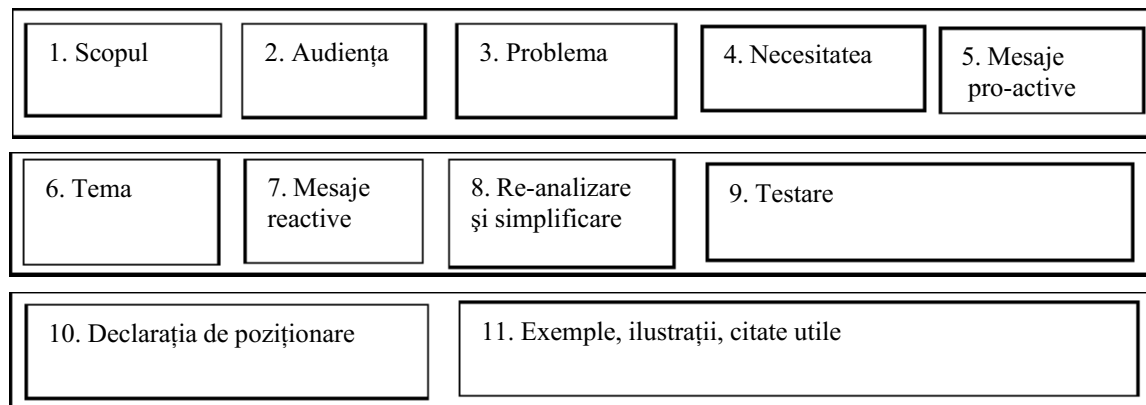 1. Scopul
2. Audiența
3. Problema
4. Necesitatea
5. Mesaje
pro-active
6. Tema
7. Mesaje
reactive
8. Re-analizare
şi simplificare
9. Testare
10. Declarația de poziționare
11. Exemple, ilustrații, citate utile